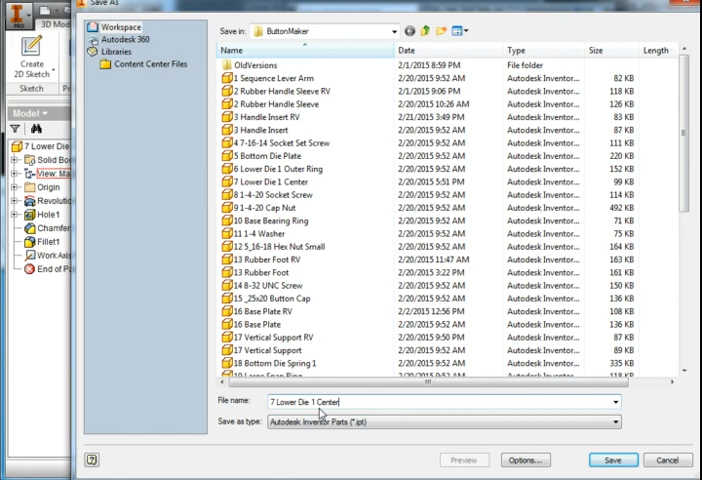 Save As
PRO
3D Model
Create
2D Sketch
Sketch
Model
7 Lower Die
Solid Bo
View: Ma
Origin
Revolution
Hole1
Chamfer
Fillet1
WorkAxis
End of Pa
Workspace
Autodesk 360
Libraries
Content Center Files
Save in: ButtonMaker
Name Date Type Size Length
OldVersions 2/1/2015 8:59 PM File folder
1 Sequence Lever Arm 2/20/2015 9:52 AM Autodesk Inventor... 82 KB
2 Rubber Handle Sleeve RV 2/1/2015 9:06 PM Autodesk Inventor... 118 KB
2 Rubber Handle Sleeve 2/20/2015 10:26 AM Autodesk Inventor... 126 KB
3 Handle Insert RV 2/21/2015 3:49 PM Autodesk Inventor... 83 KB
3 Handle Insert 2/20/2015 9:52 AM Autodesk Inventor... 87 KB
4 7-16-14 Socket Set Screw 2/20/2015 9:52 AM Autodesk Inventor... 111 KB
5 Bottom Die Plate 2/20/2015 9:52 AM Autodesk Inventor... 220 KB
6 Lower Die 1 Outer Ring 2/20/2015 9:52 AM Autodesk Inventor... 152 KB
7 Lower Die 1 Center 2/20/2015 5:51 PM Autodesk Inventor... 99 KB
8 1-4-20 Socket Screw 2/20/2015 9:52 AM Autodesk Inventor... 114 KB
9 1-4-20 Cap Nut 2/20/2015 9:52 AM Autodesk Inventor... 492 KB
10 Base Bearing Ring 2/20/2015 9:52 AM Autodesk Inventor... 71 KB
11 1-4 Washer 2/20/2015 9:52 AM Autodesk Inventor... 75 KB
12 5_16-18 Hex Nut Small 2/20/2015 9:52 AM Autodesk Inventor... 164 KB
13 Rubber Foot RV 2/20/2015 11:47 AM Autodesk Inventor... 163 KB
13 Rubber Foot 2/20/2015 3:22 PM Autodesk Inventor... 161 KB
14 8-32 UNC Screw 2/20/2015 9:52 AM Autodesk Inventor... 150 KB
15 _25x20 Button Cap 2/20/2015 9:52 AM Autodesk Inventor... 136 KB
16 Base Plate RV 2/2/2015 12:56 PM Autodesk Inventor... 108 KB
16 Base Plate 2/20/2015 9:52 AM Autodesk Inventor... 136 KB
17 Vertical Support RV 2/20/2015 9:50 PM Autodesk Inventor... 87 KB
17 Vertical Support 2/20/2015 9:52 AM Autodesk Inventor... 89 KB
18 Bottom Die Spring 1 2/20/2015 9:52 AM Autodesk Inventor... 335 KB
19 Large Snap Ring 2/20/2015 9:52 AM Autodesk Inventor... 118 KB
File name: 7 Lower Die 1 Center
Save as type: Autodesk Inventor Parts (*.ipt)
Preview Options... Save Cancel